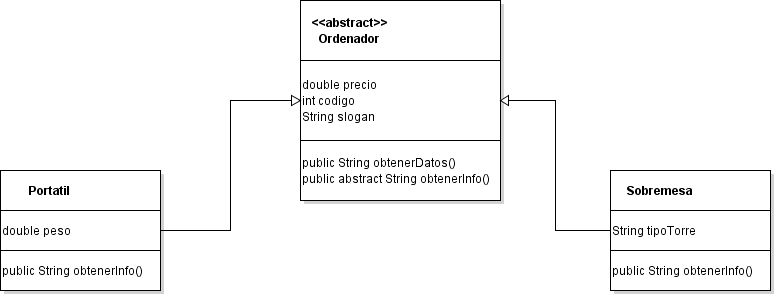 <<abstract>>
Ordenador
double precio
int codigo
String slogan
public String obtenerDatos()
public abstract String obtenerInfo()
Portatil
double peso
public String obtenerInfo()
Sobremesa
String tipoTorre
public String obtenerInfo()